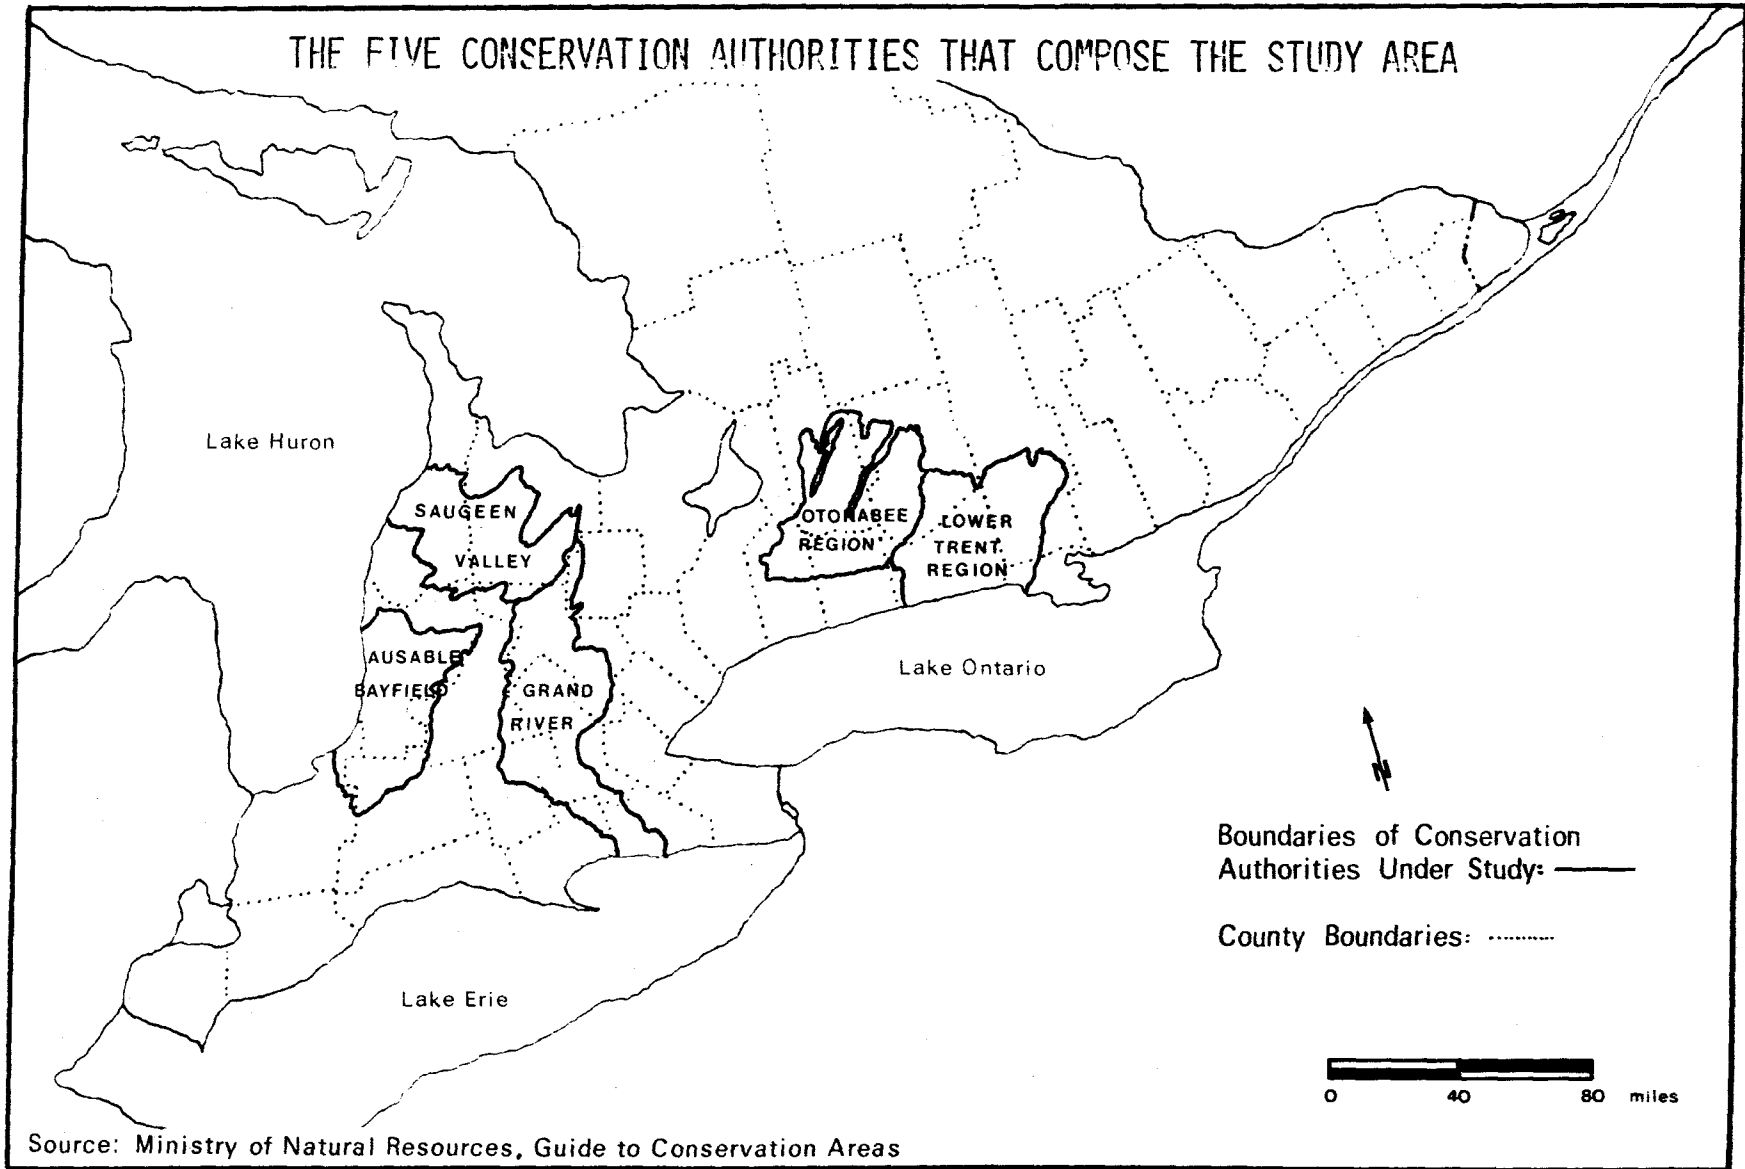 THE FIVE CONSERVATION AUTHORITIES THAT COMPOSE THE STUDY AREA
Lake Huron
SAUGEEN
VALLEY
OTONABEE
REGION
LOWER
TRENT
REGION
AUSABLE
BAYFIELD
GRAND
RIVER
Lake Ontario
N
Boundaries of Conservation
Authorities Under Study:
County Boundaries:
Lake Erie
0 40 80 miles
Source: Ministry of Natural Resources, Guide to Conservation Areas